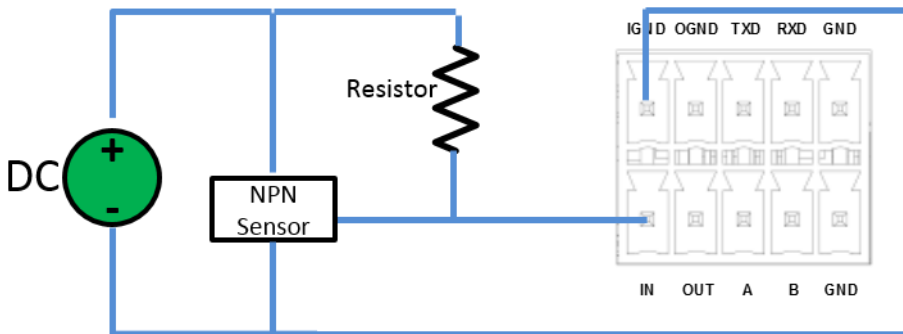 IGND OGND TXD RXD GND
Resistor
DC
+
-
NPN
Sensor
IN OUT A B GND